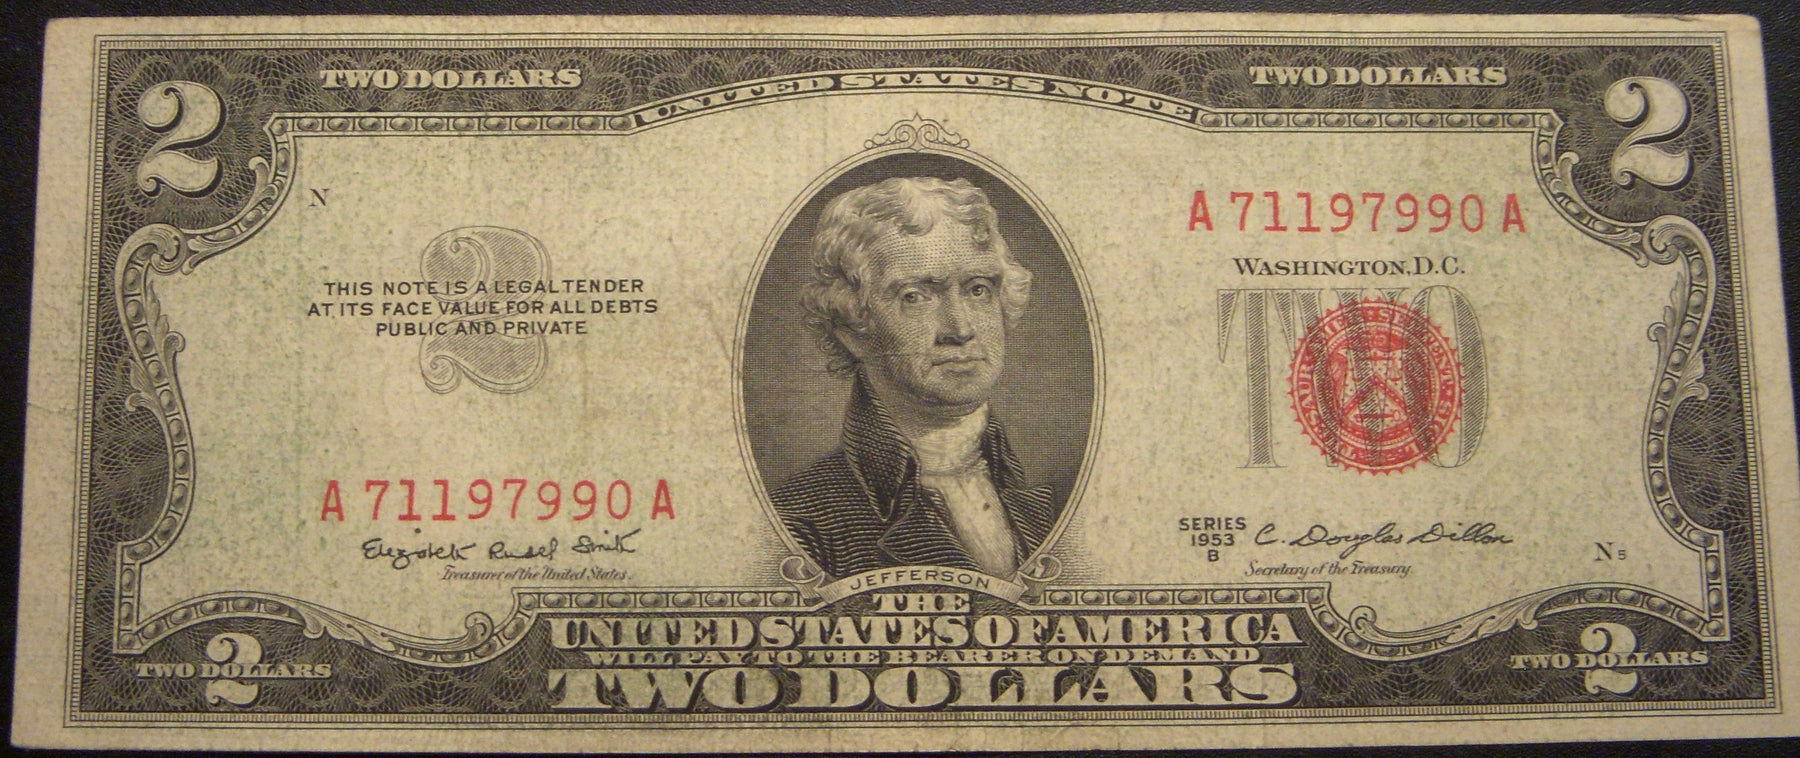 TWO DOLLARS
UNITED STATES NOTE
TWO DOLLARS
2
2
N
A 71197990 A
WASHINGTON, D.C.
2
THIS NOTE IS A LEGAL TENDER
AT ITS FACE VALUE FOR ALL DEBTS
PUBLIC AND PRIVATE
TWO
A 71197990 A
Elizabeth Rudel Smith
Treasurer of the United States.
SERIES
1953
B
C. Douglas Dillon
Secretary of the Treasury.
N 5
JEFFERSON
THE
UNITED STATES OF AMERICA
WILL PAY TO THE BEARER ON DEMAND
TWO DOLLARS
2
TWO DOLLARS
2
TWO DOLLARS